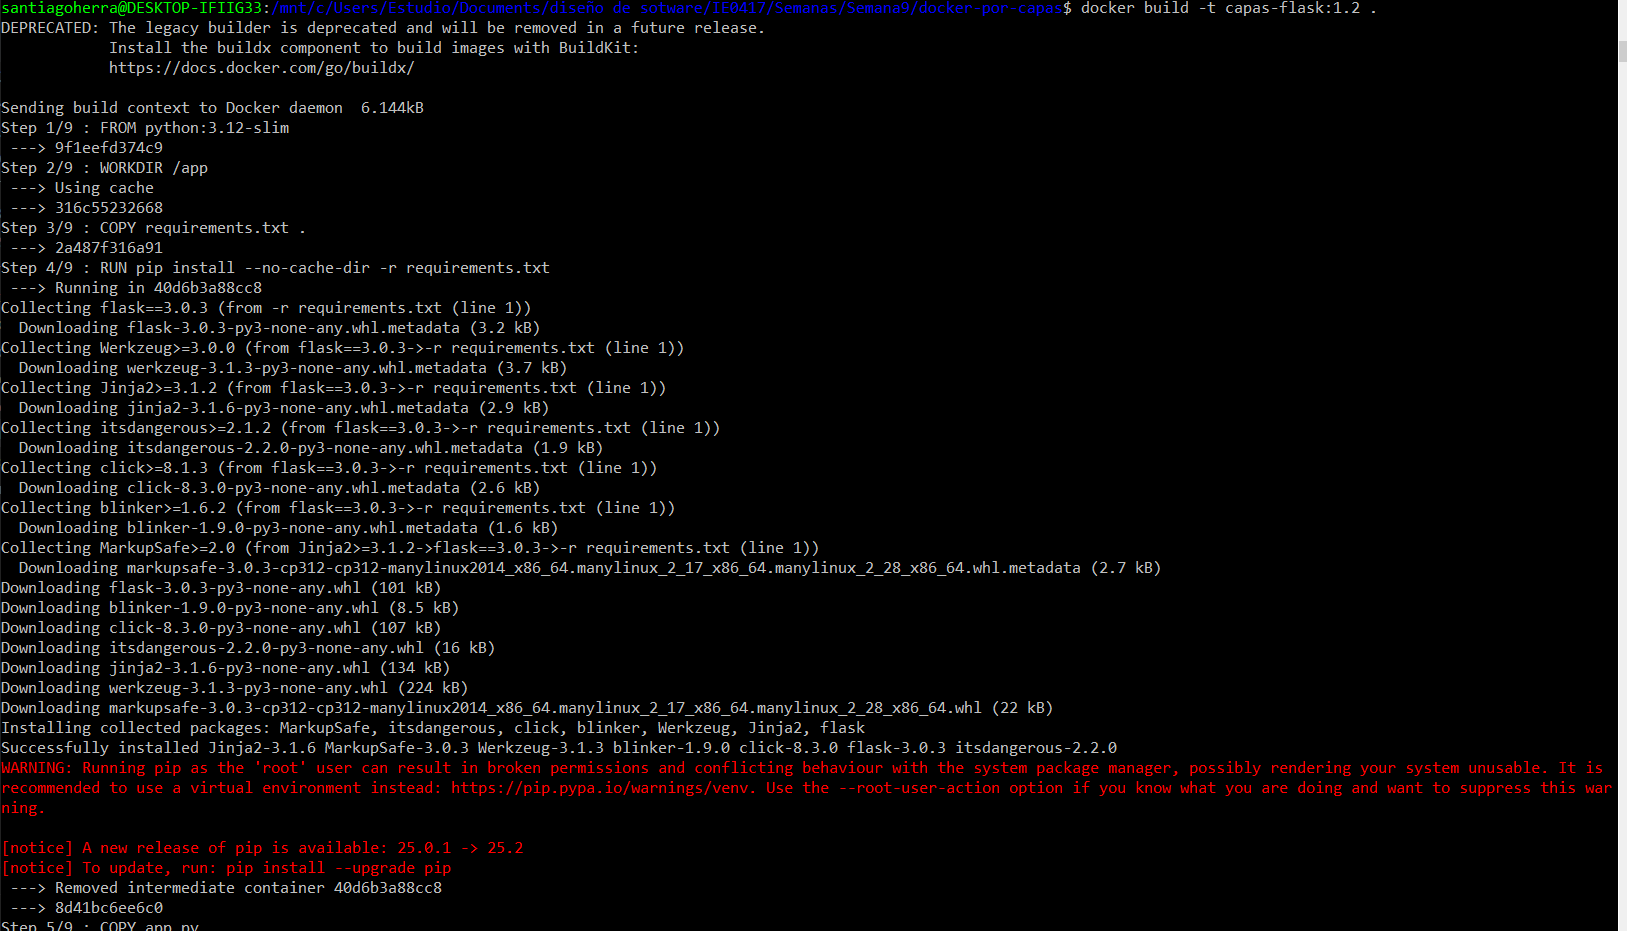 santiagoherra@DESKTOP-IFIIG33:/mnt/c/Users/Estudio/Documents/diseño de sotware/IE0417/Semanas/Semana9/docker-por-capas$ docker build -t capas-flask:1.2 .
DEPRECATED: The legacy builder is deprecated and will be removed in a future release.
            Install the buildx component to build images with BuildKit:
            https://docs.docker.com/go/buildx/
Sending build context to Docker daemon  6.144kB
Step 1/9 : FROM python:3.12-slim
 ---> 9f1eefd374c9
Step 2/9 : WORKDIR /app
 ---> Using cache
 ---> 316c55232668
Step 3/9 : COPY requirements.txt .
 ---> 2a487f316a91
Step 4/9 : RUN pip install --no-cache-dir -r requirements.txt
 ---> Running in 40d6b3a88cc8
Collecting flask==3.0.3 (from -r requirements.txt (line 1))
  Downloading flask-3.0.3-py3-none-any.whl.metadata (3.2 kB)
Collecting Werkzeug>=3.0.0 (from flask==3.0.3->-r requirements.txt (line 1))
  Downloading werkzeug-3.1.3-py3-none-any.whl.metadata (3.7 kB)
Collecting Jinja2>=3.1.2 (from flask==3.0.3->-r requirements.txt (line 1))
  Downloading jinja2-3.1.6-py3-none-any.whl.metadata (2.9 kB)
Collecting itsdangerous>=2.1.2 (from flask==3.0.3->-r requirements.txt (line 1))
  Downloading itsdangerous-2.2.0-py3-none-any.whl.metadata (1.9 kB)
Collecting click>=8.1.3 (from flask==3.0.3->-r requirements.txt (line 1))
  Downloading click-8.3.0-py3-none-any.whl.metadata (2.6 kB)
Collecting blinker>=1.6.2 (from flask==3.0.3->-r requirements.txt (line 1))
  Downloading blinker-1.9.0-py3-none-any.whl.metadata (1.6 kB)
Collecting MarkupSafe>=2.0 (from Jinja2>=3.1.2->flask==3.0.3->-r requirements.txt (line 1))
  Downloading markupsafe-3.0.3-cp312-cp312-manylinux2014_x86_64.manylinux_2_17_x86_64.manylinux_2_28_x86_64.whl.metadata (2.7 kB)
Downloading flask-3.0.3-py3-none-any.whl (101 kB)
Downloading blinker-1.9.0-py3-none-any.whl (8.5 kB)
Downloading click-8.3.0-py3-none-any.whl (107 kB)
Downloading itsdangerous-2.2.0-py3-none-any.whl (16 kB)
Downloading jinja2-3.1.6-py3-none-any.whl (134 kB)
Downloading werkzeug-3.1.3-py3-none-any.whl (224 kB)
Downloading markupsafe-3.0.3-cp312-cp312-manylinux2014_x86_64.manylinux_2_17_x86_64.manylinux_2_28_x86_64.whl (22 kB)
Installing collected packages: MarkupSafe, itsdangerous, click, blinker, Werkzeug, Jinja2, flask
Successfully installed Jinja2-3.1.6 MarkupSafe-3.0.3 Werkzeug-3.1.3 blinker-1.9.0 click-8.3.0 flask-3.0.3 itsdangerous-2.2.0
WARNING: Running pip as the 'root' user can result in broken permissions and conflicting behaviour with the system package manager, possibly rendering your system unusable. It is
recommended to use a virtual environment instead: https://pip.pypa.io/warnings/venv. Use the --root-user-action option if you know what you are doing and want to suppress this war
ning.
[notice] A new release of pip is available: 25.0.1 -> 25.2
[notice] To update, run: pip install --upgrade pip
 ---> Removed intermediate container 40d6b3a88cc8
 ---> 8d41bc6ee6c0
Step 5/9 : COPY app.py